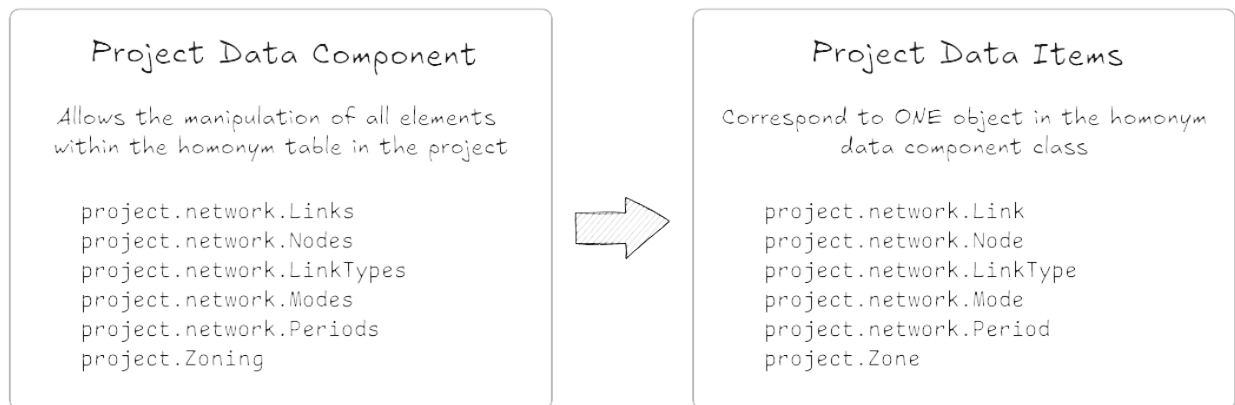 Project Data Component
Allows the manipulation of all elements
within the homonym table in the project
project.network.Links
project.network.Nodes
project.network.LinkTypes
project.network.Modes
project.network.Periods
project.Zoning
Project Data Items
Correspond to ONE object in the homonym
data component class
project.network.Link
project.network.Node
project.network.LinkType
project.network.Mode
project.network.Period
project.Zone